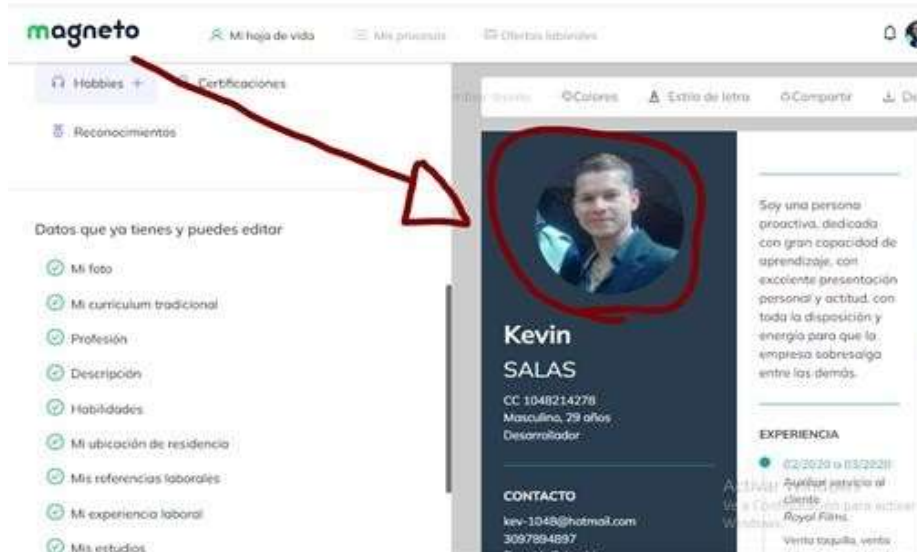 magneto
Mi hoja de vida
Mis procesos
Ofertas laborales
Hobbies +
Certificaciones
Reconocimientos
Colores
Estilo de letra
Compartir
Datos que ya tienes y puedes editar
Mi foto
Mi curriculum tradicional
Profesión
Descripción
Habilidades
Mi ubicación de residencia
Mis referencias laborales
Mi experiencia laboral
Mis estudios
Kevin
SALAS
CC 1048214278
Masculino, 29 años
Desarrollador
CONTACTO
kev-1048@hotmail.com
3097894897
Soy una persona
proactiva, dedicada
con gran capacidad de
aprendizaje, con
excelente presentación
personal y actitud, con
toda la disposición y
energía para que la
empresa sobresalga
entre las demás.
EXPERIENCIA
02/2020 a 03/2020
Auxiliar servicio al
cliente
Royal Films
Venta taquilla, venta
Activar Windows